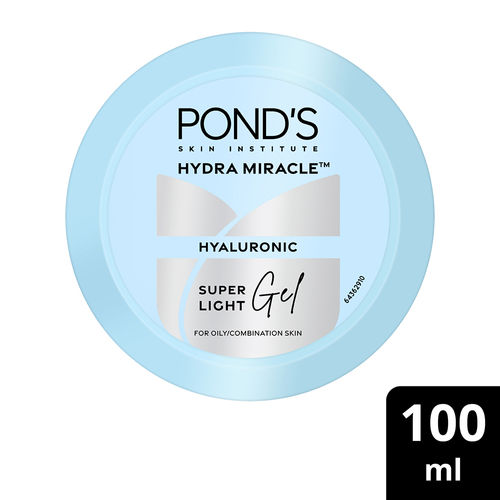 POND'S
SKIN INSTITUTE
HYDRA MIRACLE™
HYALURONIC
SUPER
LIGHT Gel
FOR OILY/COMBINATION SKIN
64362910
100
ml